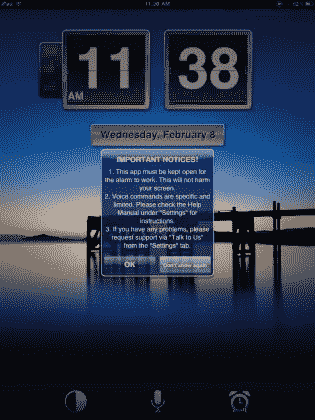 11:38 AM
11 38
AM
Wednesday, February 8
IMPORTANT NOTICES!
1. This app must be kept open for
the alarm to work. This will not harm
your screen.
2. Voice commands are specific and
limited. Please check the Help
Manual under "Settings" for
instructions.
3. If you have any problems, please
request support via "Talk to Us"
from the "Settings" tab.
OK
Don't show again